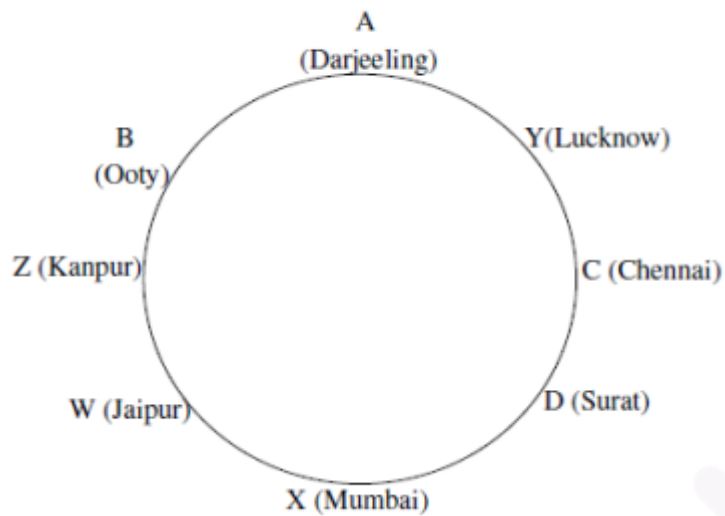 A
(Darjeeling)
B
(Ooty)
Y(Lucknow)
Z (Kanpur)
C (Chennai)
W (Jaipur)
D (Surat)
X (Mumbai)